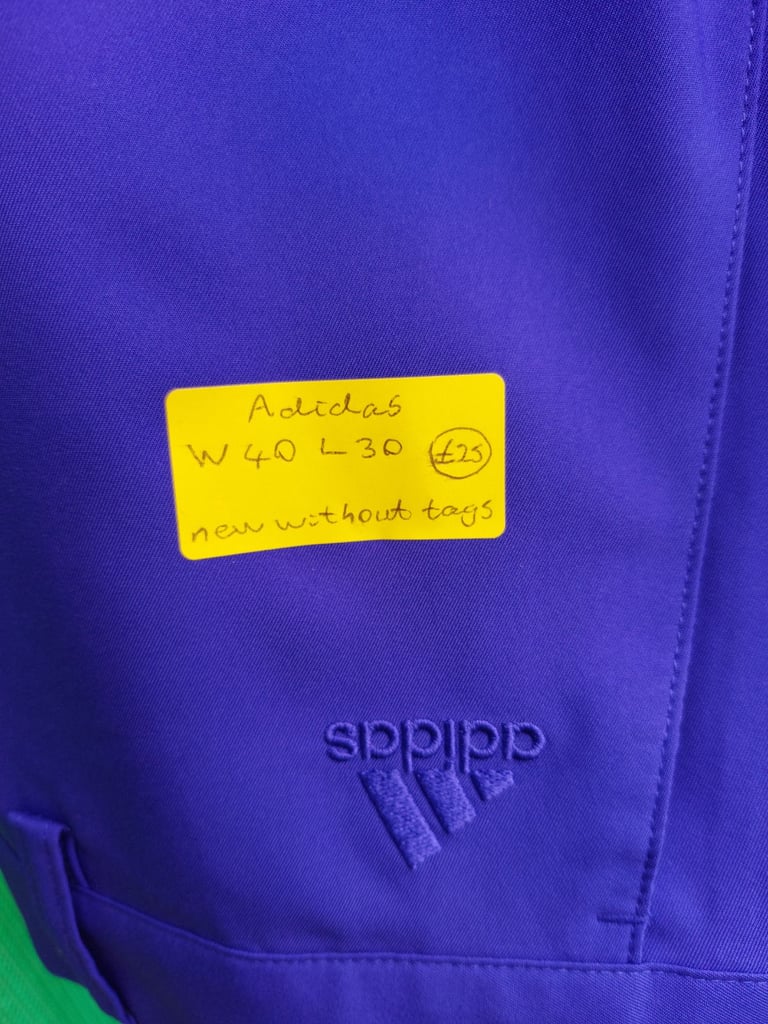 Adidas
W 40 L 30 £25
new without tags
adidas